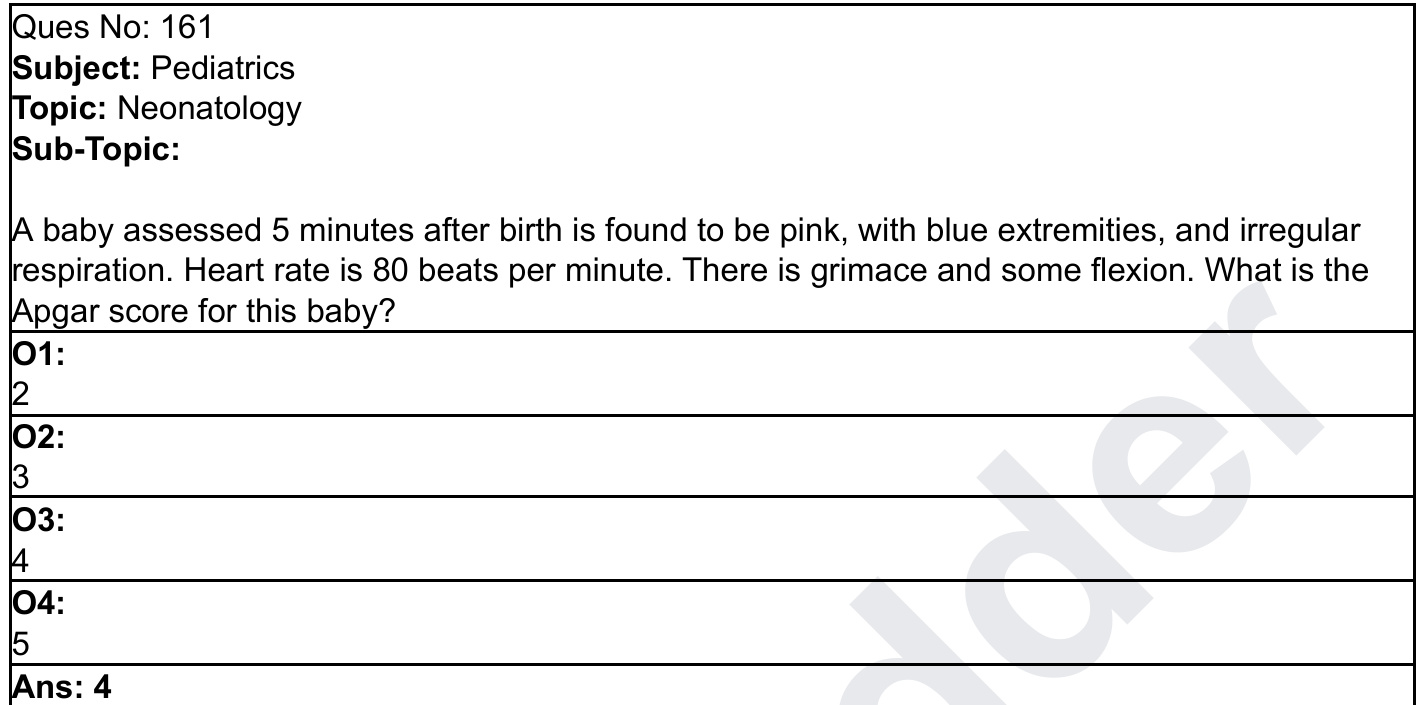 Ques No: 161
Subject: Pediatrics
Topic: Neonatology
Sub-Topic:
A baby assessed 5 minutes after birth is found to be pink, with blue extremities, and irregular
respiration. Heart rate is 80 beats per minute. There is grimace and some flexion. What is the
Apgar score for this baby?
O1:
2
O2:
3
O3:
4
O4:
5
Ans: 4
dder